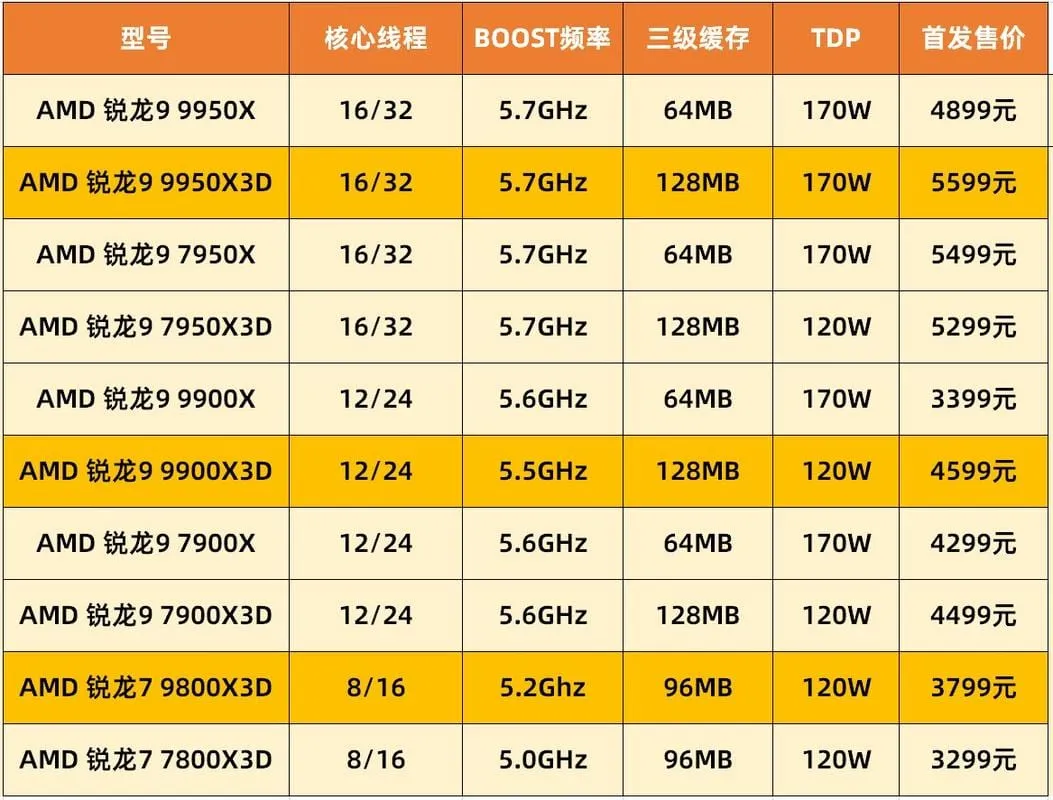 型号 核心线程 BOOST频率 三级缓存 TDP 首发售价
AMD 锐龙9 9950X 16/32 5.7GHz 64MB 170W 4899元
AMD 锐龙9 9950X3D 16/32 5.7GHz 128MB 170W 5599元
AMD 锐龙9 7950X 16/32 5.7GHz 64MB 170W 5499元
AMD 锐龙9 7950X3D 16/32 5.7GHz 128MB 120W 5299元
AMD 锐龙9 9900X 12/24 5.6GHz 64MB 170W 3399元
AMD 锐龙9 9900X3D 12/24 5.5GHz 128MB 120W 4599元
AMD 锐龙9 7900X 12/24 5.6GHz 64MB 170W 4299元
AMD 锐龙9 7900X3D 12/24 5.6GHz 128MB 120W 4499元
AMD 锐龙7 9800X3D 8/16 5.2Ghz 96MB 120W 3799元
AMD 锐龙7 7800X3D 8/16 5.0GHz 96MB 120W 3299元